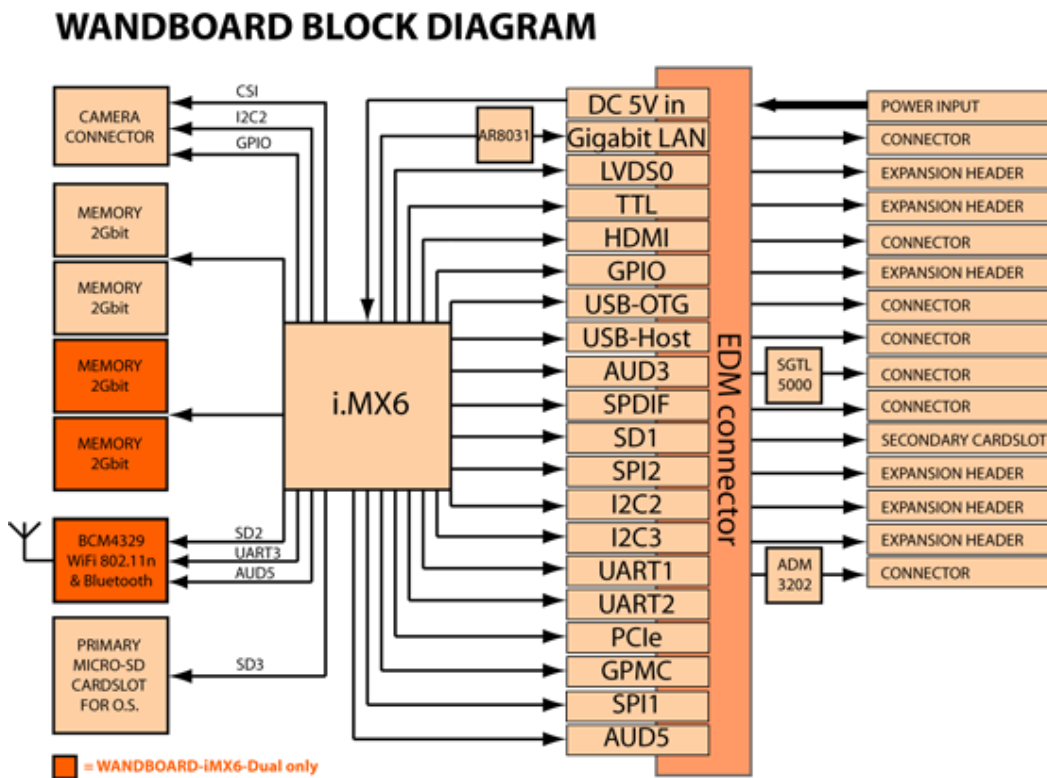 WANDBOARD BLOCK DIAGRAM
CAMERA
CONNECTOR
CSI
I2C2
GPIO
MEMORY
2Gbit
MEMORY
2Gbit
MEMORY
2Gbit
MEMORY
2Gbit
BCM4329
WiFi 802.11n
& Bluetooth
SD2
UART3
AUD5
PRIMARY
MICRO-SD
CARDSLOT
FOR O.S.
SD3
= WANDBOARD-iMX6-Dual only
i.MX6
AR8031
DC 5V in
Gigabit LAN
LVDS0
TTL
HDMI
GPIO
USB-OTG
USB-Host
AUD3
SPDIF
SD1
SPI2
I2C2
I2C3
UART1
UART2
PCIe
GPMC
SPI1
AUD5
EDM connector
SGTL
5000
ADM
3202
POWER INPUT
CONNECTOR
EXPANSION HEADER
EXPANSION HEADER
CONNECTOR
EXPANSION HEADER
CONNECTOR
CONNECTOR
CONNECTOR
CONNECTOR
SECONDARY CARDSLOT
EXPANSION HEADER
EXPANSION HEADER
EXPANSION HEADER
CONNECTOR